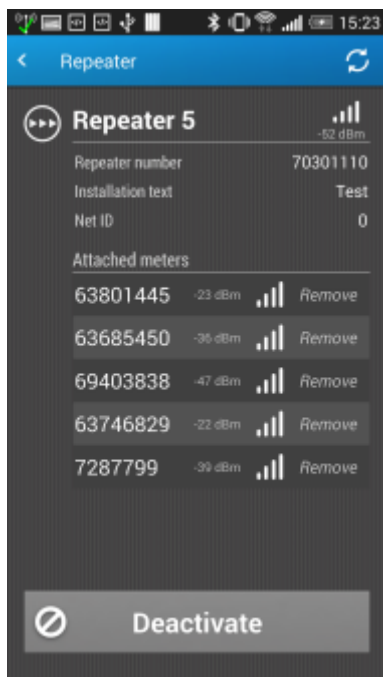 15:23
Repeater
Repeater 5
-52 dBm
Repeater number 70301110
Installation text Test
Net ID 0
Attached meters
63801445 -23 dBm Remove
63685450 -36 dBm Remove
69403838 -47 dBm Remove
63746829 -22 dBm Remove
7287799 -39 dBm Remove
Deactivate